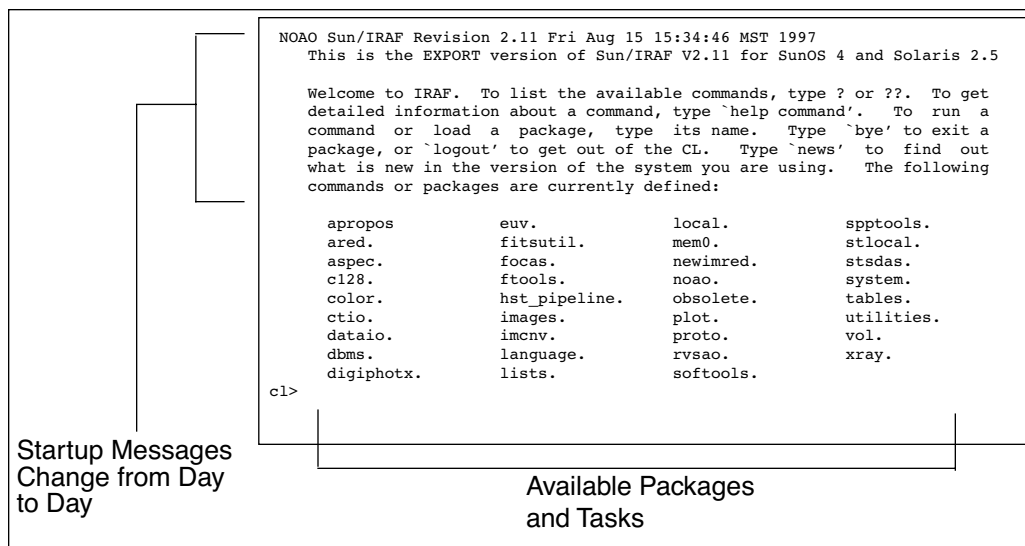 NOAO Sun/IRAF Revision 2.11 Fri Aug 15 15:34:46 MST 1997
This is the EXPORT version of Sun/IRAF V2.11 for SunOS 4 and Solaris 2.5
Welcome to IRAF. To list the available commands, type ? or ??. To get
detailed information about a command, type `help command'. To run a
command or load a package, type its name. Type `bye' to exit a
package, or `logout' to get out of the CL. Type `news' to find out
what is new in the version of the system you are using. The following
commands or packages are currently defined:
apropos euv. local. spptools.
ared. fitsutil. mem0. stlocal.
aspec. focas. newimred. stsdas.
c128. ftools. noao. system.
color. hst_pipeline. obsolete. tables.
ctio. images. plot. utilities.
dataio. imcnv. proto. vol.
dbms. language. rvsao. xray.
digiphotx. lists. softools.
cl>
Startup Messages
Change from Day
to Day
Available Packages
and Tasks